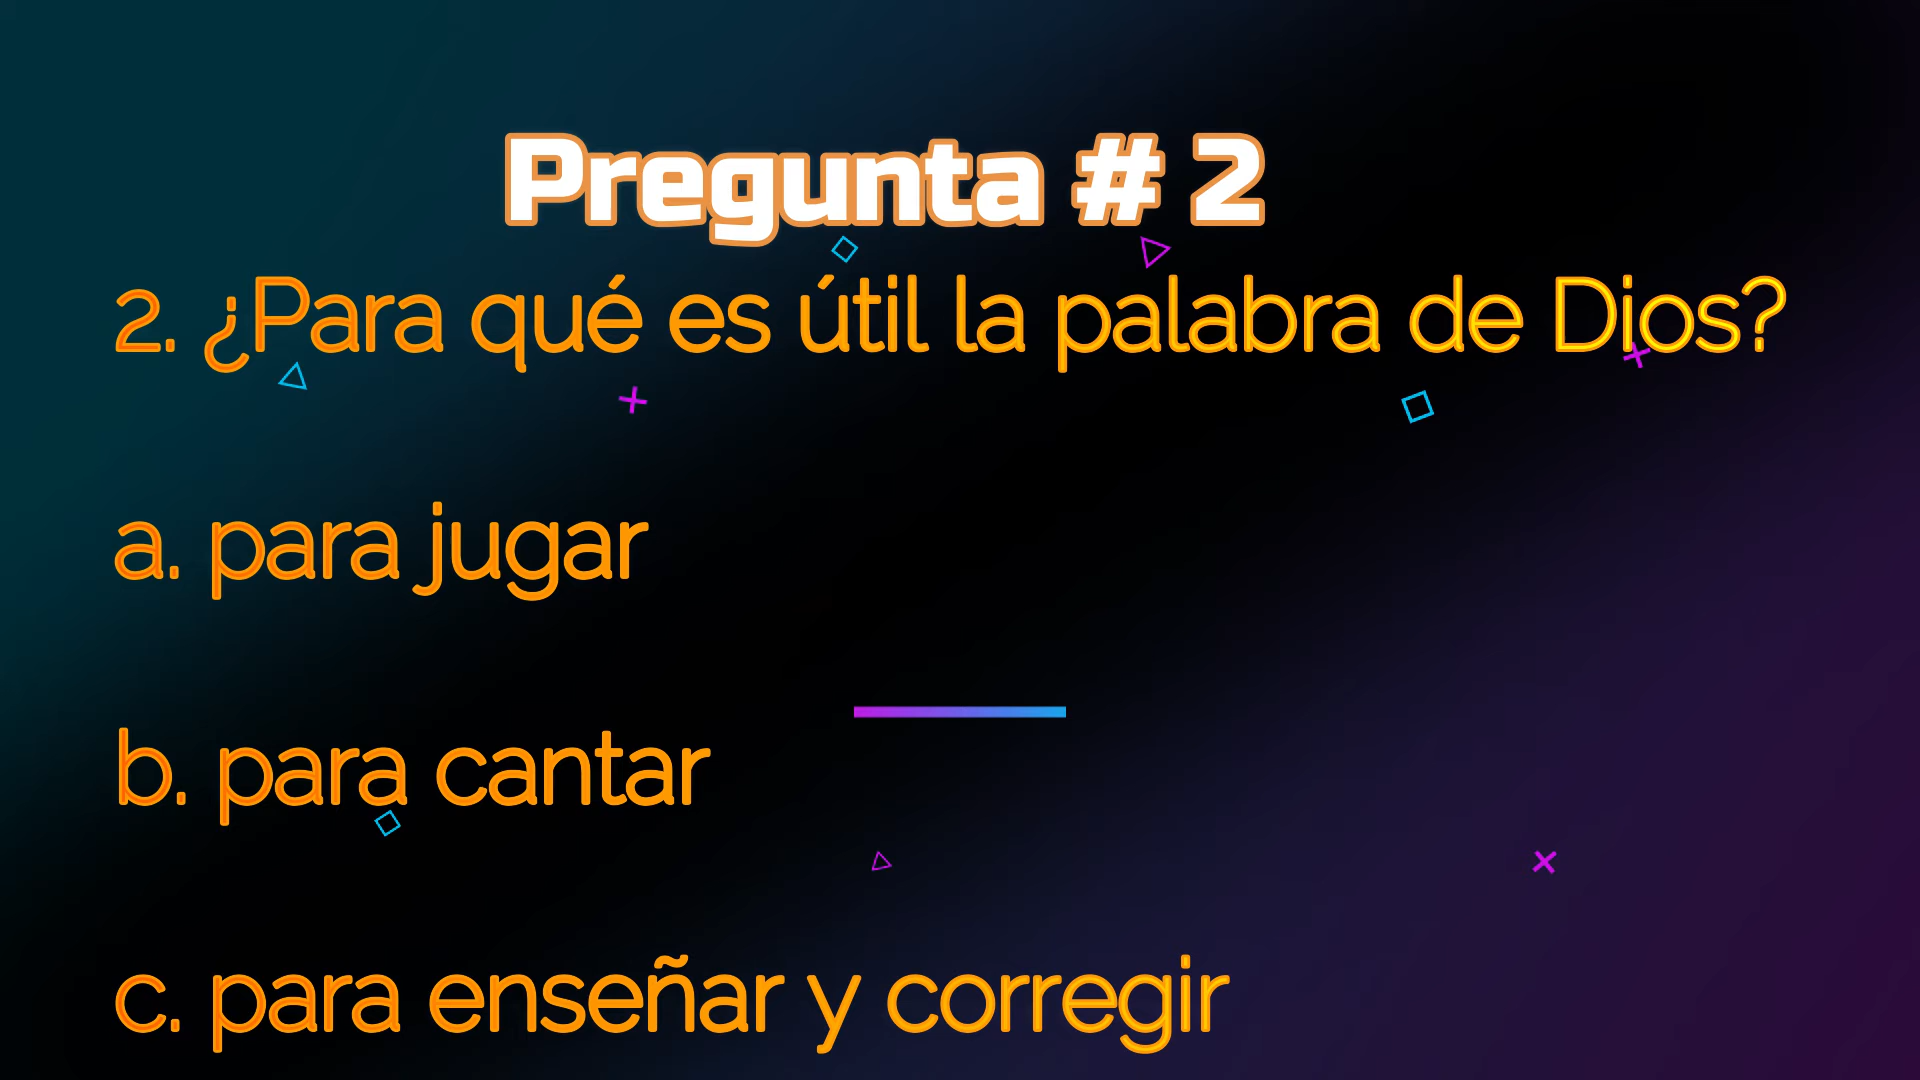 Pregunta # 2
2. ¿Para qué es útil la palabra de Dios?
a. para jugar
b. para cantar
c. para enseñar y corregir